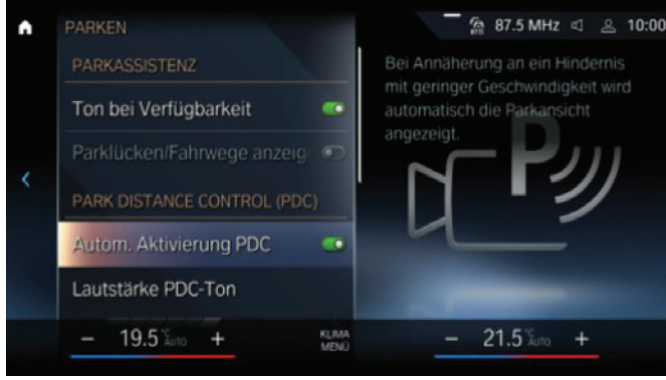 PARKEN
87.5 MHz
10:00
PARKASSISTENZ
Ton bei Verfügbarkeit
Parklücken/Fahrwege anzeig
PARK DISTANCE CONTROL (PDC)
Autom. Aktivierung PDC
Lautstärke PDC-Ton
Bei Annäherung an ein Hindernis
mit geringer Geschwindigkeit wird
automatisch die Parkansicht
angezeigt.
P
– 19.5 °C AUTO +
KLIMA
MENÜ
– 21.5 °C AUTO +